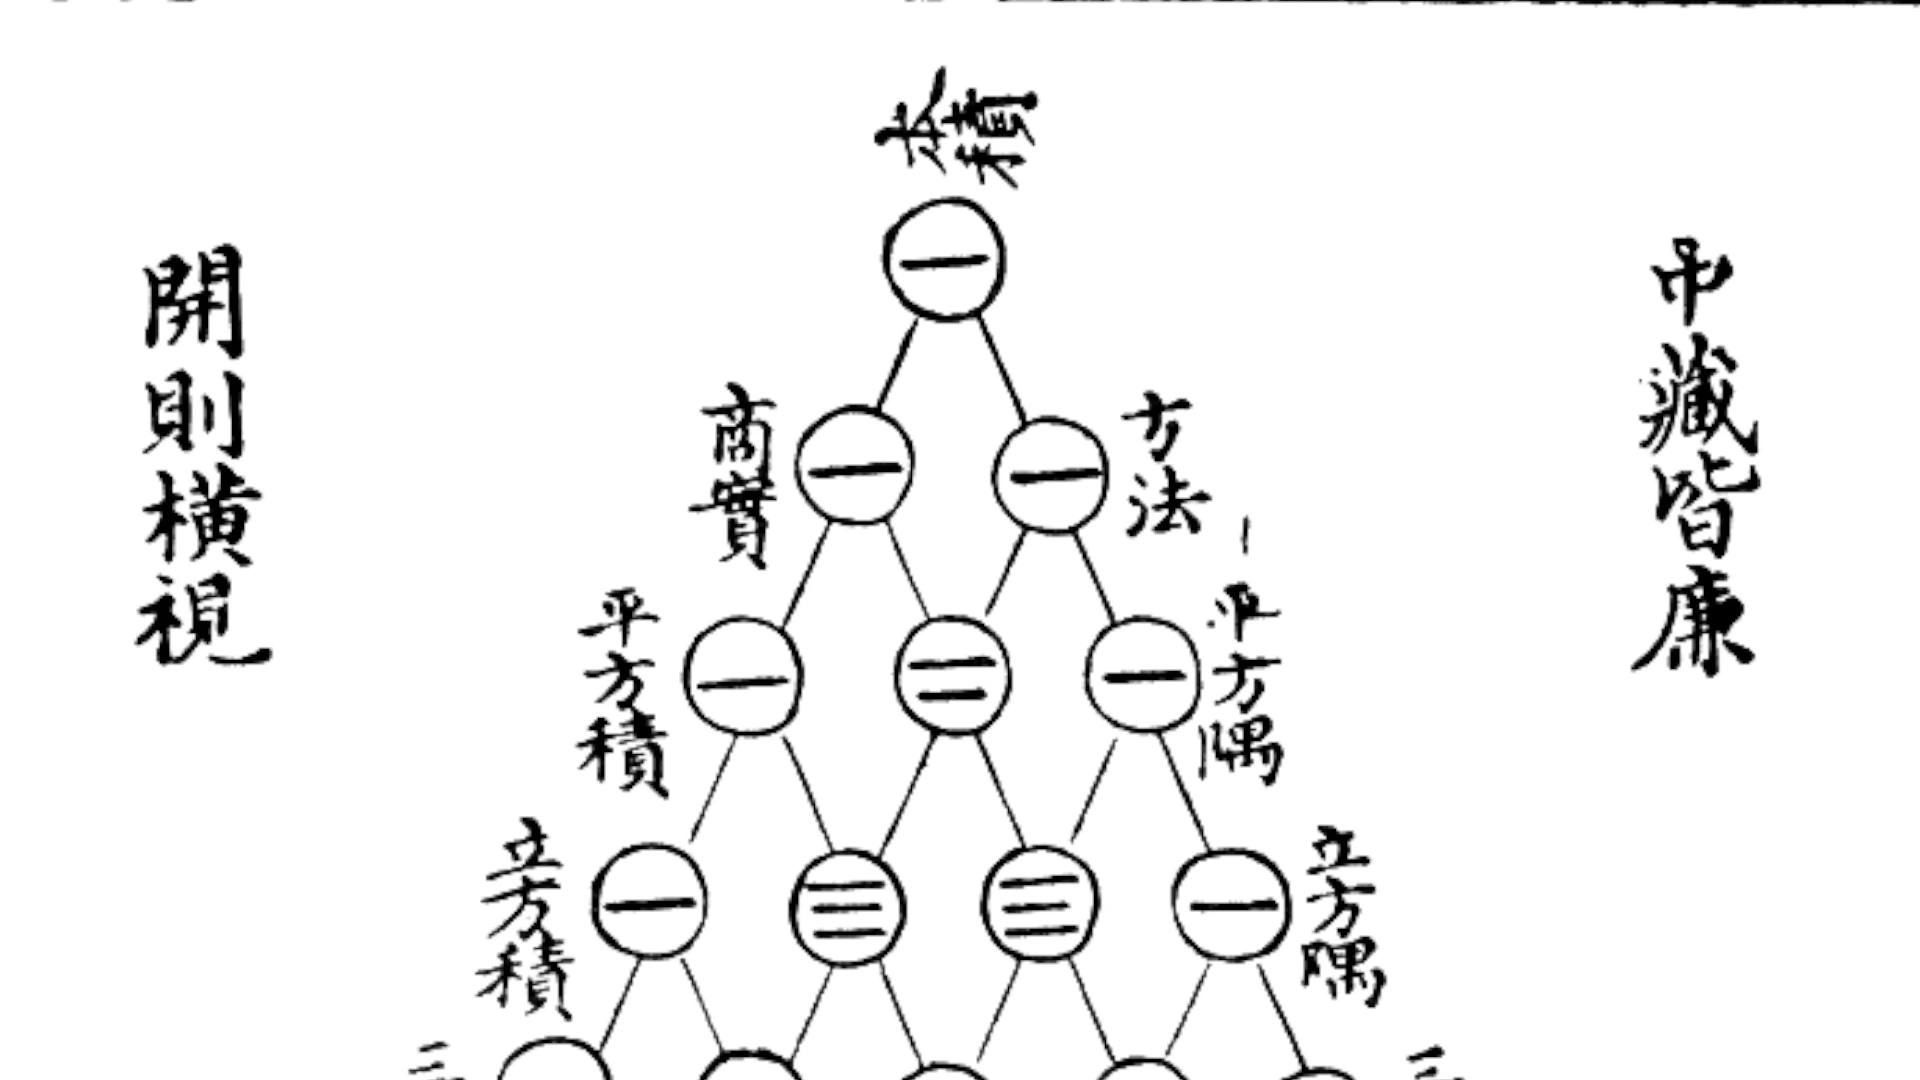 本積
一
中藏皆廉
開則橫視
商實
一
一
方法
平方積
一
二
一
平方隅
立方積
一
三
三
一
立方隅